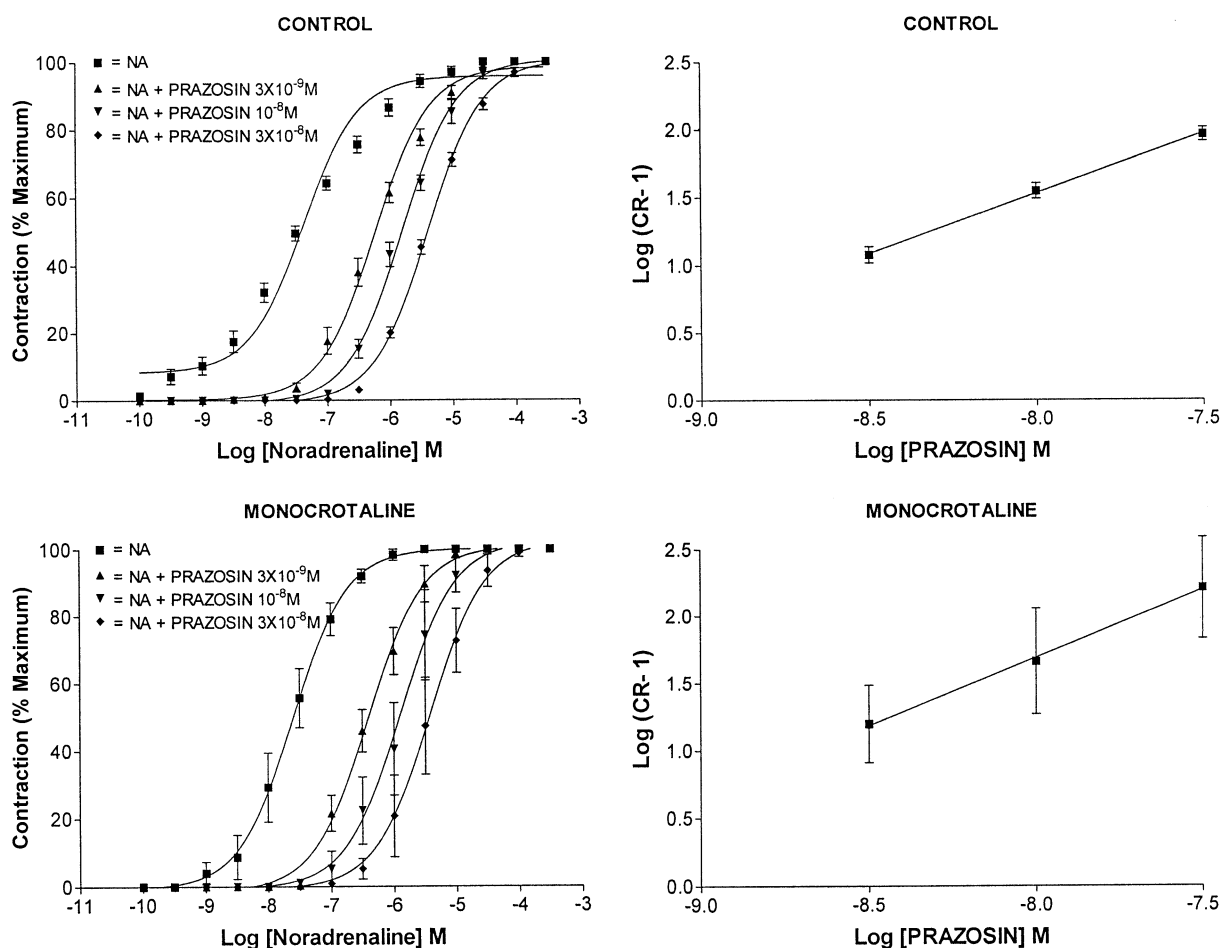 CONTROL
■ = NA
▲ = NA + PRAZOSIN 3X10⁻⁹M
▼ = NA + PRAZOSIN 10⁻⁸M
◆ = NA + PRAZOSIN 3X10⁻⁸M
Contraction (% Maximum)
100
80
60
40
20
0
-11 -10 -9 -8 -7 -6 -5 -4 -3
Log [Noradrenaline] M
CONTROL
Log (CR- 1)
2.5
2.0
1.5
1.0
0.5
0.0
-9.0 -8.5 -8.0 -7.5
Log [PRAZOSIN] M
MONOCROTALINE
■ = NA
▲ = NA + PRAZOSIN 3X10⁻⁹M
▼ = NA + PRAZOSIN 10⁻⁸M
◆ = NA + PRAZOSIN 3X10⁻⁸M
Contraction (% Maximum)
100
80
60
40
20
0
-11 -10 -9 -8 -7 -6 -5 -4 -3
Log [Noradrenaline] M
MONOCROTALINE
Log (CR- 1)
2.5
2.0
1.5
1.0
0.5
0.0
-9.0 -8.5 -8.0 -7.5
Log [PRAZOSIN] M